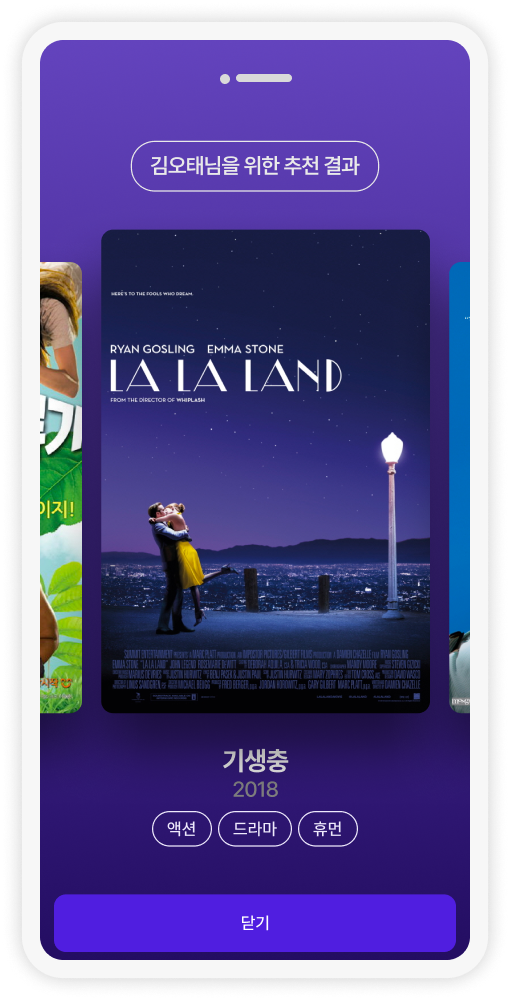 김오태님을 위한 추천 결과
HERE'S TO THE FOOLS WHO DREAM.
RYAN GOSLING EMMA STONE
LA LA LAND
FROM THE DIRECTOR OF WHIPLASH
이지!
기생충
2018
액션 드라마 휴먼
닫기